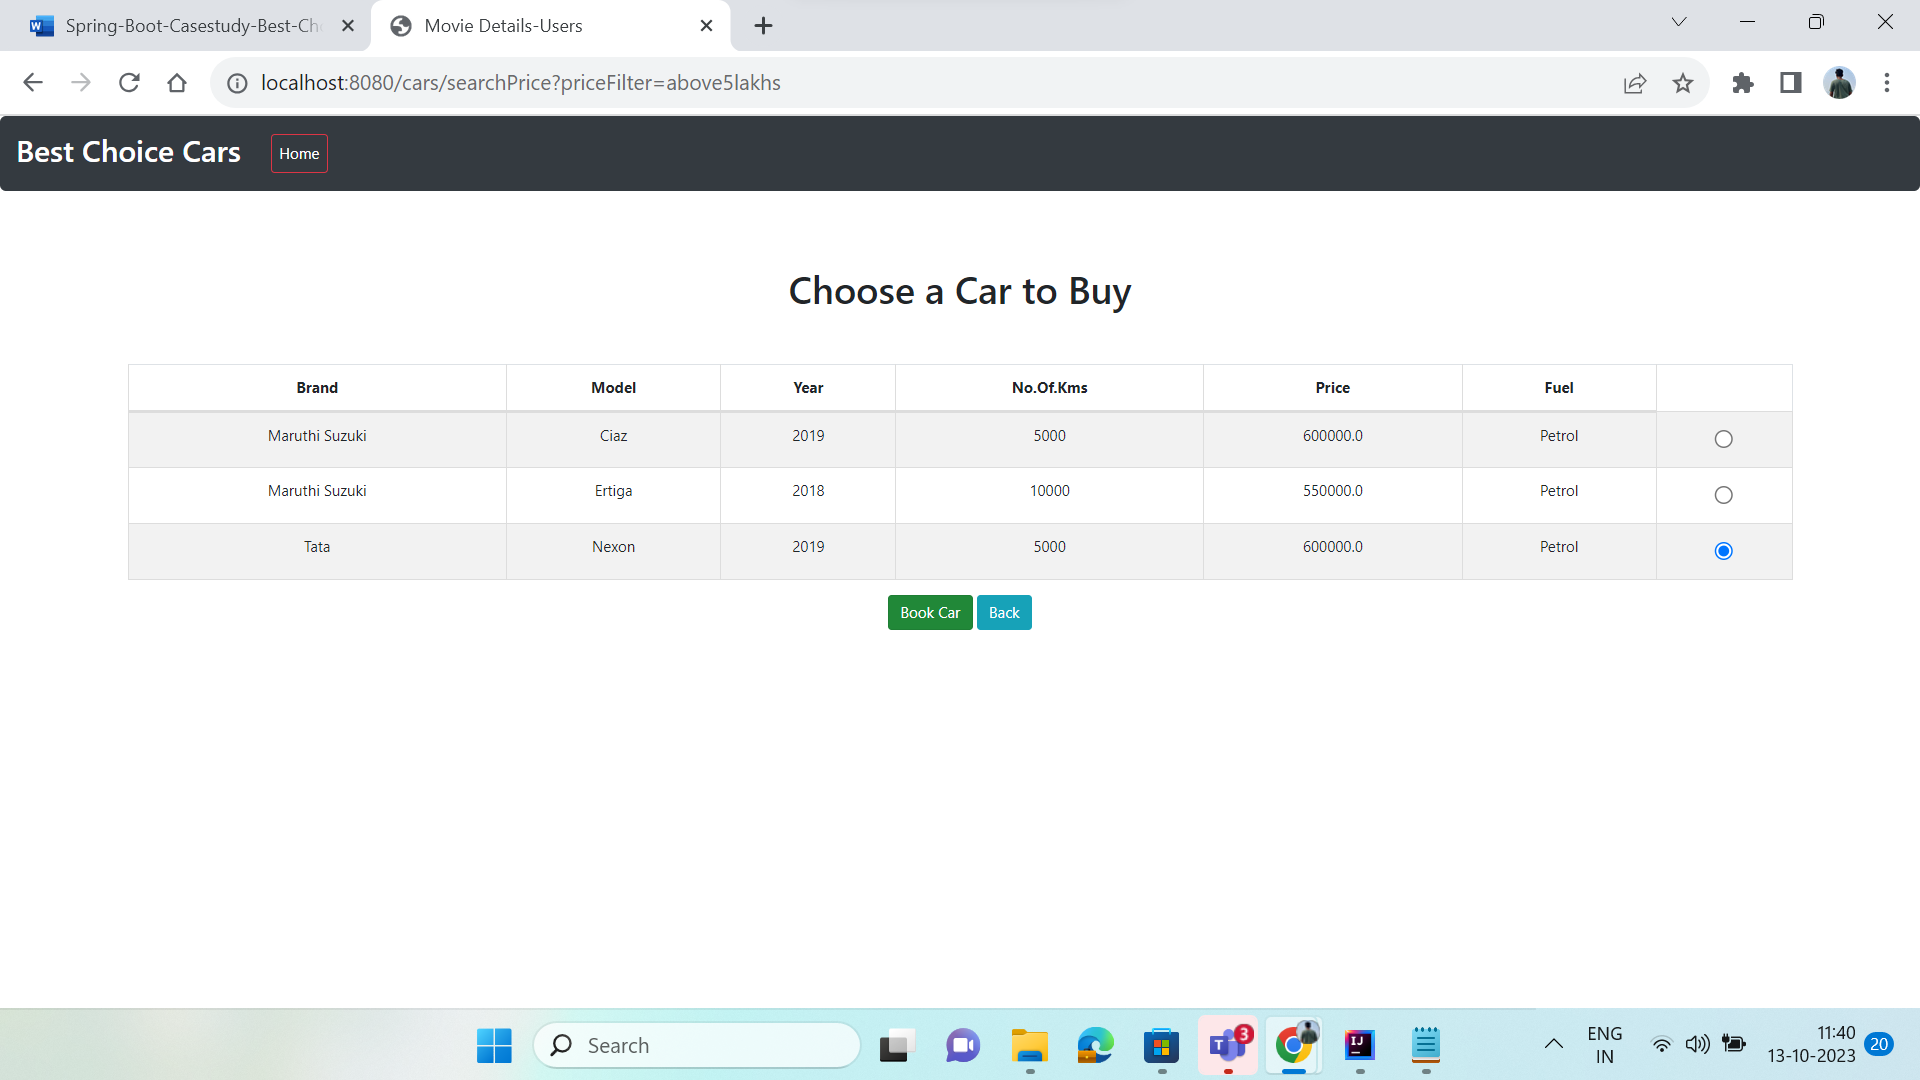 Spring-Boot-Casestudy-Best-Ch
Movie Details-Users
localhost:8080/cars/searchPrice?priceFilter=above5lakhs
Best Choice Cars Home
Choose a Car to Buy
Brand Model Year No.Of.Kms Price Fuel
Maruthi Suzuki Ciaz 2019 5000 600000.0 Petrol
Maruthi Suzuki Ertiga 2018 10000 550000.0 Petrol
Tata Nexon 2019 5000 600000.0 Petrol
Book Car Back
Search
3
ENG
IN
11:40
13-10-2023
20